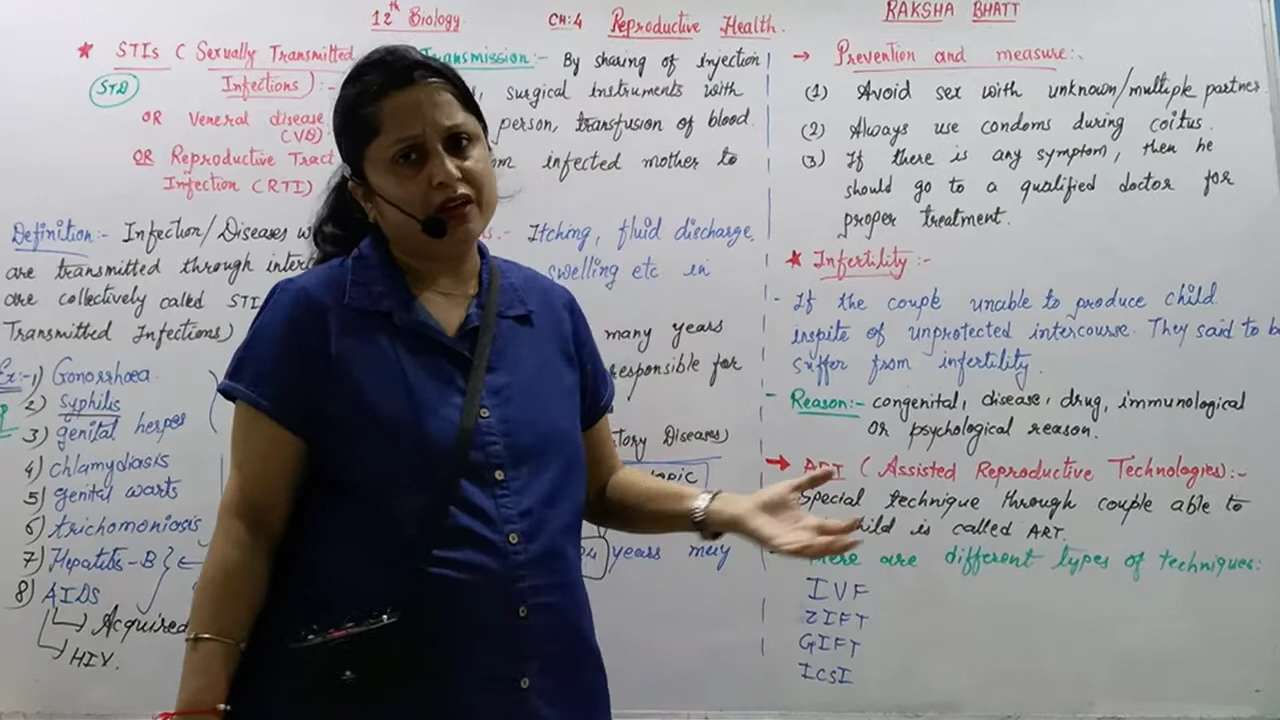 12th Biology
CH:4 Reproductive Health.
RAKSHA BHATT
* STIs ( Sexually Transmitted
Infections) :-
STD
OR Veneral disease
(VD)
OR Reproductive Tract
Infection (RTI)
Definition:- Infection/Diseases
are transmitted through
are collectively called
Transmitted Infections)
Ex:-1) Gonorrhoea
2) Syphilis
3) genital herpes
4) chlamydiasis
5) genital warts
6) trichomoniosis
7) Hepatits-B
8) AIDS
Acquired
HIV.
Transmission:- By sharing of injection
surgical instruments with
person, transfusion of blood.
infected mother to
:- Itching, fluid discharge,
swelling etc in
many years
responsible for
Diseases)
years may
→ Prevention and measure:-
(1) Avoid sex with unknown/multiple partner.
(2) Always use condoms during coitus.
(3) If there is any symptom, then he
should go to a qualified doctor for
proper treatment.
* Infertility :-
- If the couple unable to produce child
inspite of unprotected intercourse. They said to b
suffer from infertility.
- Reason:- congenital, disease, drug, immunological
or psychological reason.
→ ART ( Assisted Reproductive Technologies):-
Special technique through couple able to
child is called ART.
There are different types of techniques:
IVF
ZIFT
GIFT
ICSI